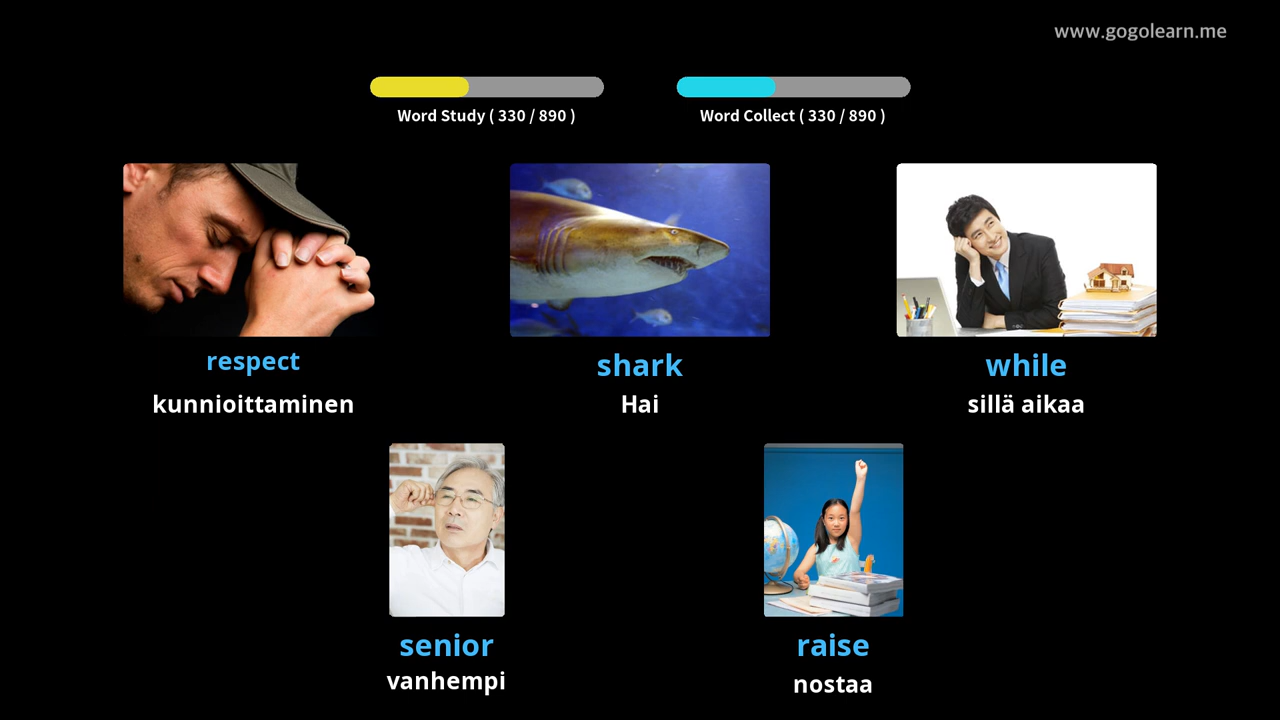 www.gogolearn.me
Word Study ( 330 / 890 )
Word Collect ( 330 / 890 )
respect
kunnioittaminen
shark
Hai
while
sillä aikaa
senior
vanhempi
raise
nostaa